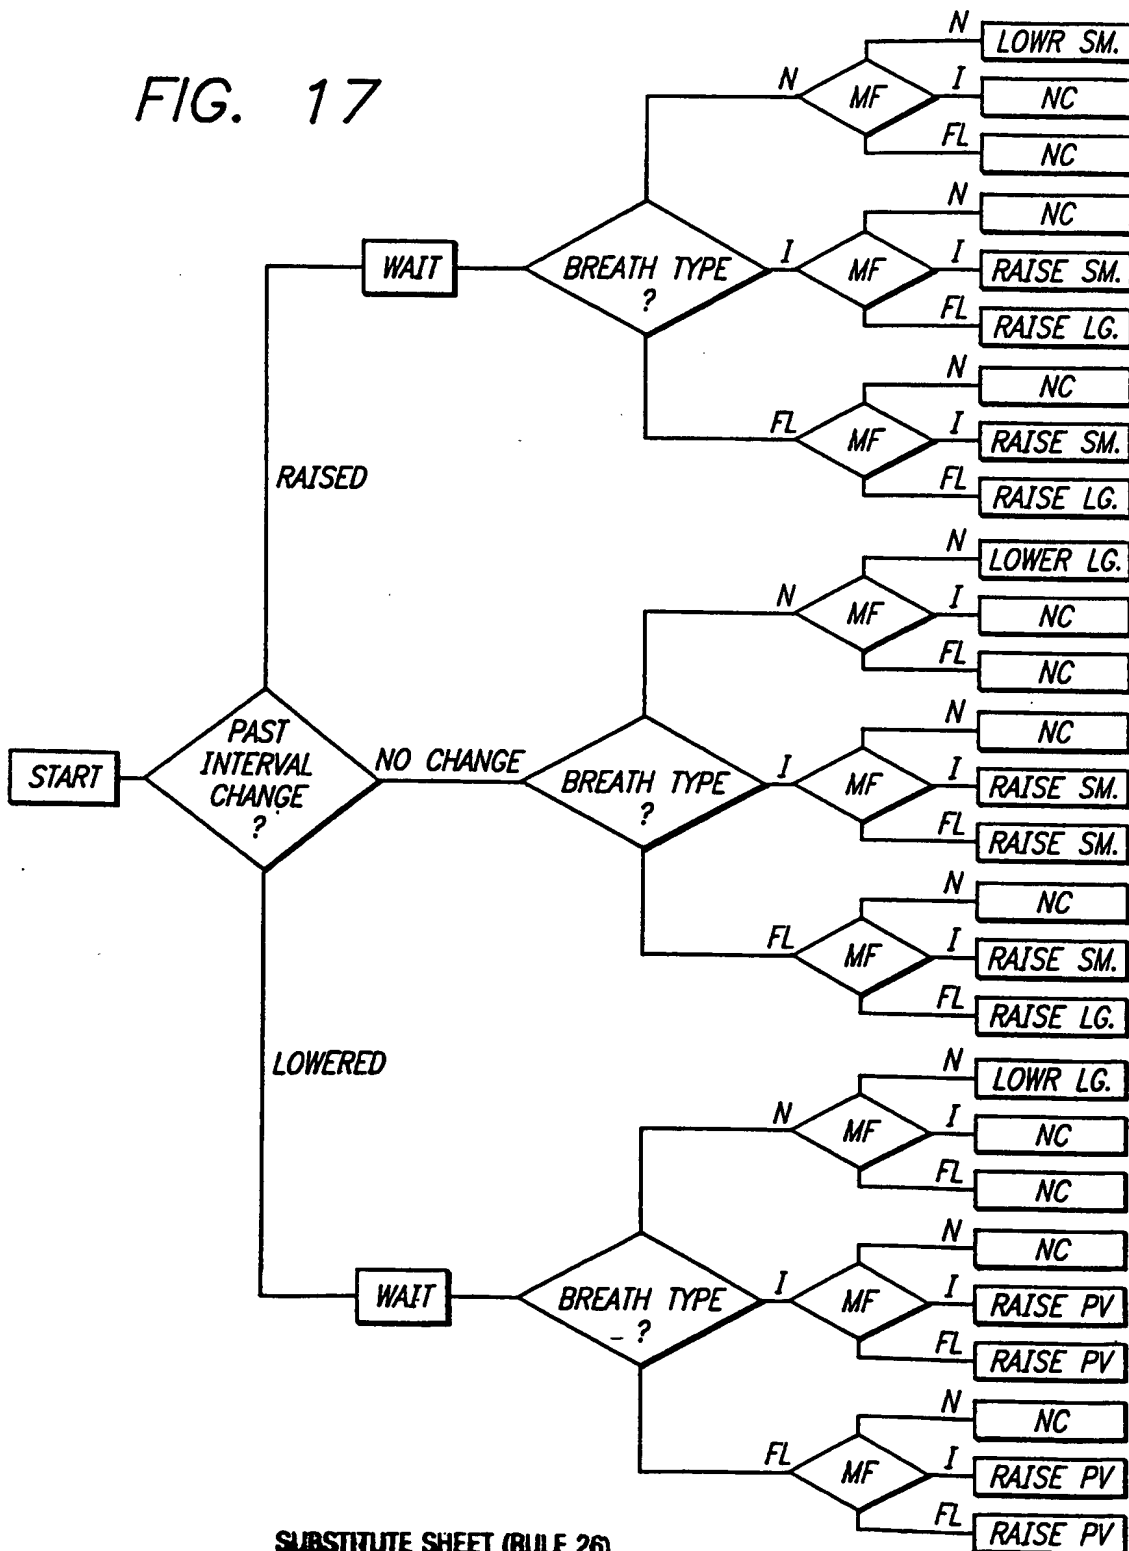 FIG. 17
N
LOWR SM.
N
MF
I
NC
FL
NC
N
NC
WAIT
BREATH TYPE
?
I
MF
I
RAISE SM.
FL
RAISE LG.
N
NC
FL
MF
I
RAISE SM.
FL
RAISE LG.
RAISED
N
LOWER LG.
N
MF
I
NC
FL
NC
START
PAST
INTERVAL
CHANGE
?
NO CHANGE
BREATH TYPE
?
N
NC
I
MF
I
RAISE SM.
FL
RAISE SM.
N
NC
FL
MF
I
RAISE SM.
FL
RAISE LG.
LOWERED
N
LOWR LG.
N
MF
I
NC
FL
NC
WAIT
BREATH TYPE
?
N
NC
I
MF
I
RAISE PV
FL
RAISE PV
N
NC
FL
MF
I
RAISE PV
FL
RAISE PV
SUBSTITUTE SHEET (RULE 26)